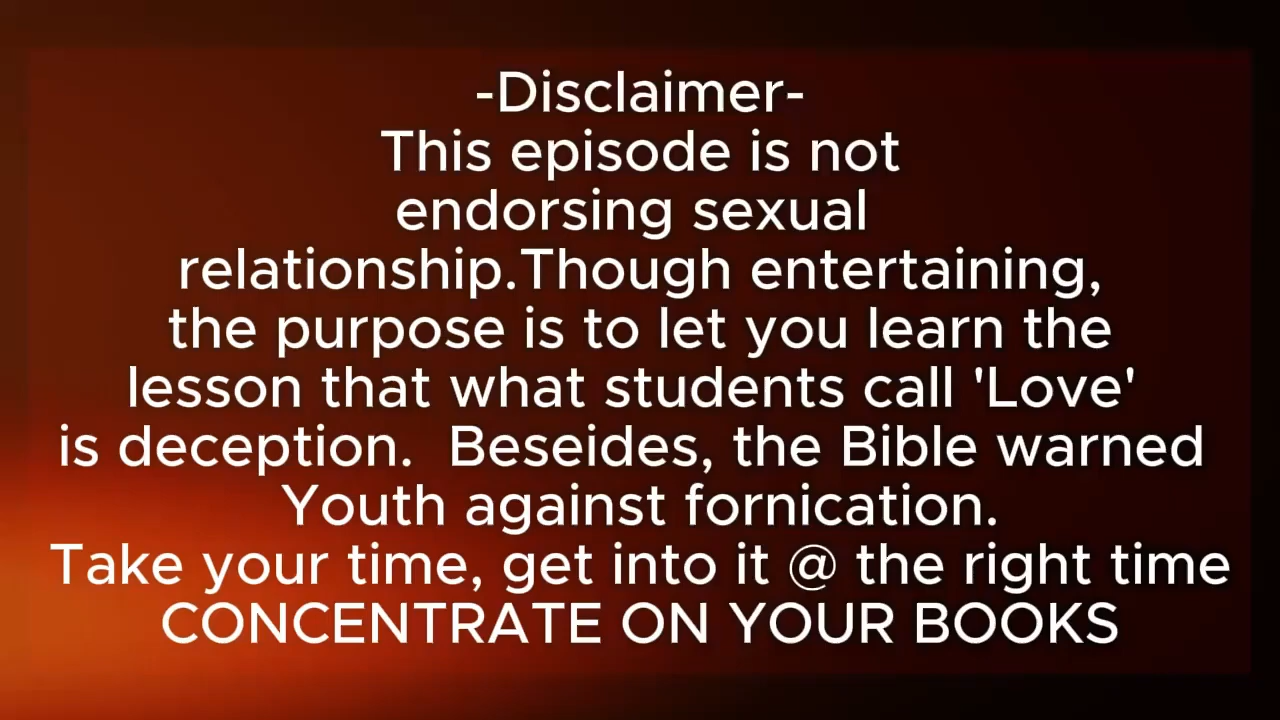 -Disclaimer-
This episode is not
endorsing sexual
relationship.Though entertaining,
the purpose is to let you learn the
lesson that what students call 'Love'
is deception.  Beseides, the Bible warned
Youth against fornication.
Take your time, get into it @ the right time
CONCENTRATE ON YOUR BOOKS